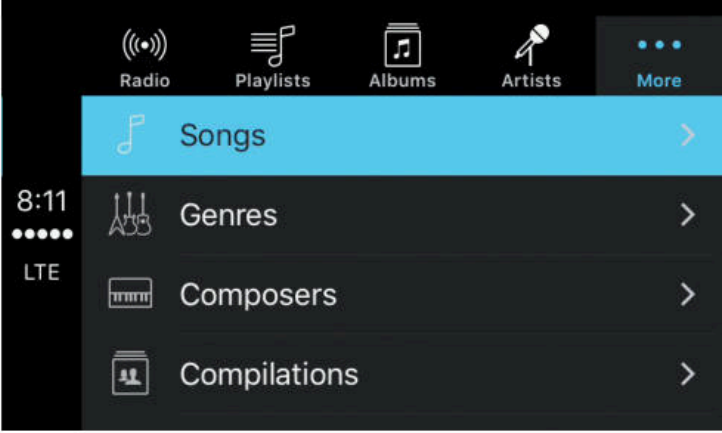 Radio Playlists Albums Artists More
Songs
8:11
Genres
LTE
Composers
Compilations